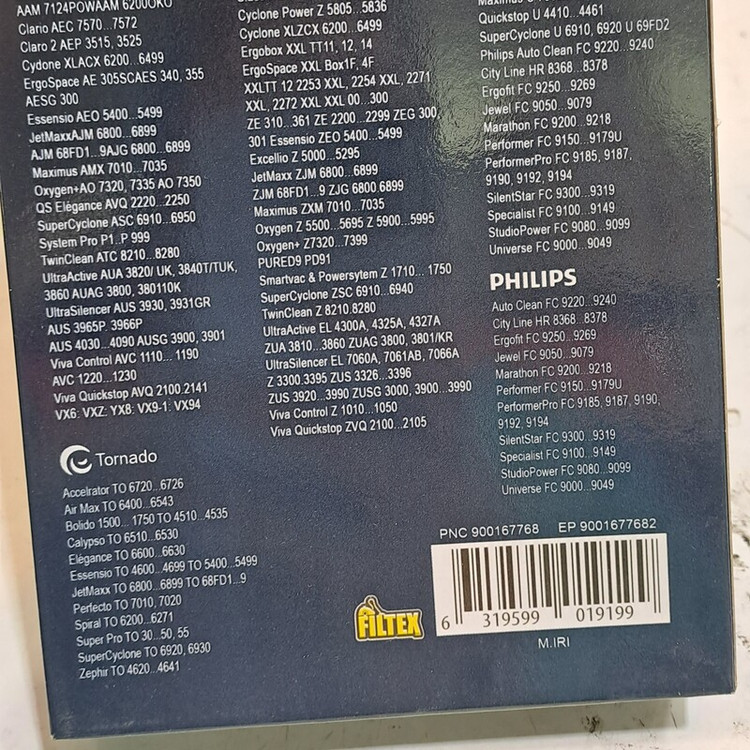 AAM 7124POWAAM 6200OKO
Clario AEC 7570...7572
Claro 2 AEP 3515, 3525
Cydone XLACX 6200...6499
ErgoSpace AE 305SCAES 340, 355
AESG 300
Essensio AEO 5400...5499
JetMaxxAJM 6800...6899
AJM 68FD1...9AJG 6800...6899
Maximus AMX 7010...7035
Oxygen+AO 7320, 7335 AO 7350
QS Elégance AVQ 2220...2250
SuperCyclone ASC 6910...6950
System Pro P1..P 999
TwinClean ATC 8210...8280
UltraActive AUA 3820/ UK, 3840T/TUK,
3860 AUAG 3800, 380110K
UltraSilencer AUS 3930, 3931GR
AUS 3965P, 3966P
AUS 4030...4090 AUSG 3900, 3901
Viva Control AVC 1110... 1190
AVC 1220...1230
Viva Quickstop AVQ 2100.2141
VX6: VXZ: YX8: VX9-1: VX94
Tornado
Accelrator TO 6720...6726
Air Max TO 6400...6543
Bolido 1500... 1750 TO 4510...4535
Calypso TO 6510...6530
Elégance TO 6600...6630
Essensio TO 4600...4699 TO 5400...5499
JetMaxx TO 6800...6899 TO 68FD1...9
Perfecto TO 7010, 7020
Spiral TO 6200...6271
Super Pro TO 30...50, 55
SuperCyclone TO 6920, 6930
Zephir TO 4620...4641
Cyclone Power Z 5805...5836
Cyclone XLZCX 6200...6499
Ergobox XXL TT11, 12, 14
ErgoSpace XXL Box1F, 4F
XXLTT 12 2253 XXL, 2254 XXL, 2271
XXL, 2272 XXL XXL 00...300
ZE 310...361 ZE 2200...2299 ZEG 300,
301 Essensio ZEO 5400...5499
Excellio Z 5000...5295
JetMaxx ZJM 6800...6899
ZJM 68FD1...9 ZJG 6800 6899
Maximus ZXM 7010...7035
Oxygen Z 5500...5695 Z 5900...5995
Oxygen+ Z7320...7399
PURED9 PD91
Smartvac & Powersytem Z 1710... 1750
SuperCyclone ZSC 6910...6940
TwinClean Z 8210.8280
UltraActive EL 4300A, 4325A, 4327A
ZUA 3810...3860 ZUAG 3800, 3801/KR
UltraSilencer EL 7060A, 7061AB, 7066A
Z 3300.3395 ZUS 3326...3396
ZUS 3920...3990 ZUSG 3000, 3900...3990
Viva Control Z 1010...1050
Viva Quickstop ZVQ 2100...2105
Quickstop U 4410...4461
SuperCyclone U 6910, 6920 U 69FD2
Philips Auto Clean FC 9220...9240
City Line HR 8368...8378
Ergofit FC 9250...9269
Jewel FC 9050...9079
Marathon FC 9200...9218
Performer FC 9150...9179U
PerformerPro FC 9185, 9187,
9190, 9192, 9194
SilentStar FC 9300...9319
Specialist FC 9100...9149
StudioPower FC 9080...9099
Universe FC 9000...9049
PHILIPS
Auto Clean FC 9220...9240
City Line HR 8368...8378
Ergofit FC 9250...9269
Jewel FC 9050...9079
Marathon FC 9200...9218
Performer FC 9150...9179U
PerformerPro FC 9185, 9187, 9190,
9192, 9194
SilentStar FC 9300...9319
Specialist FC 9100...9149
StudioPower FC 9080...9099
Universe FC 9000...9049
PNC 900167768 EP 9001677682
FILTEX
6 319599 019199
M.IRI